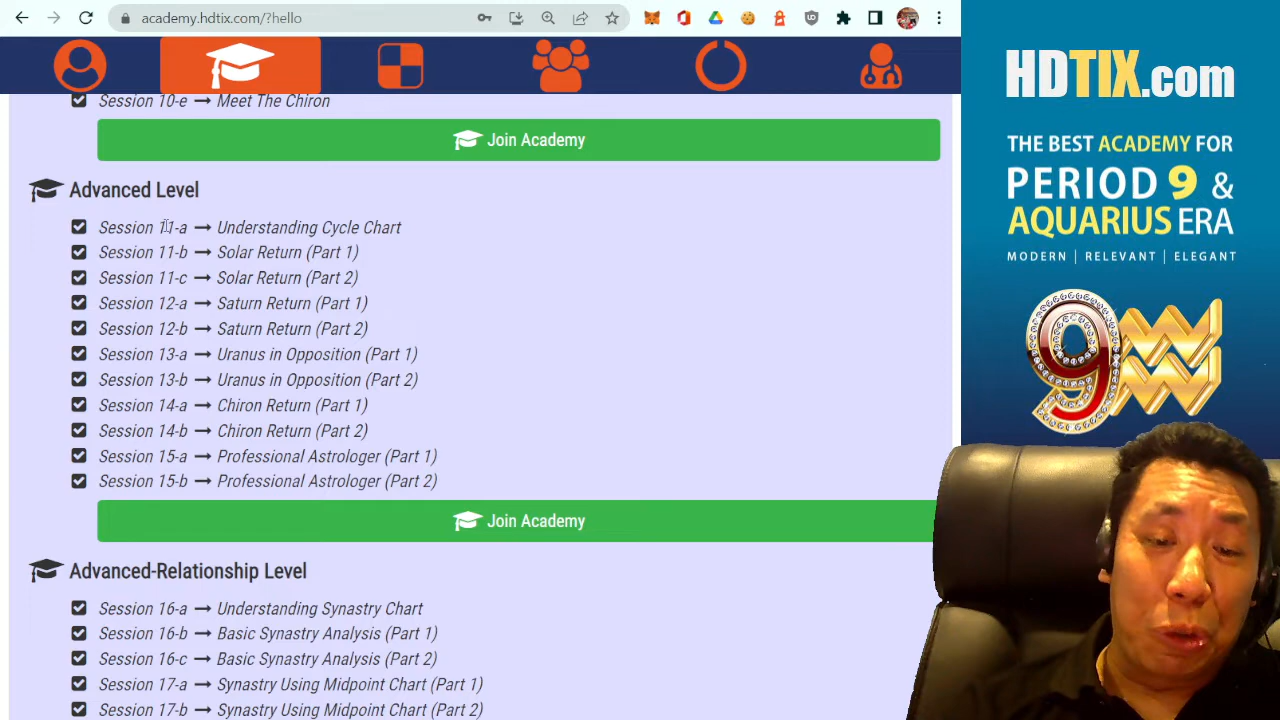 academy.hdtix.com/?hello
Session 10-e → Meet The Chiron
Join Academy
Advanced Level
Session 11-a → Understanding Cycle Chart
Session 11-b → Solar Return (Part 1)
Session 11-c → Solar Return (Part 2)
Session 12-a → Saturn Return (Part 1)
Session 12-b → Saturn Return (Part 2)
Session 13-a → Uranus in Opposition (Part 1)
Session 13-b → Uranus in Opposition (Part 2)
Session 14-a → Chiron Return (Part 1)
Session 14-b → Chiron Return (Part 2)
Session 15-a → Professional Astrologer (Part 1)
Session 15-b → Professional Astrologer (Part 2)
Join Academy
Advanced-Relationship Level
Session 16-a → Understanding Synastry Chart
Session 16-b → Basic Synastry Analysis (Part 1)
Session 16-c → Basic Synastry Analysis (Part 2)
Session 17-a → Synastry Using Midpoint Chart (Part 1)
Session 17-b → Synastry Using Midpoint Chart (Part 2)
HDTIX.com
THE BEST ACADEMY FOR
PERIOD 9 &
AQUARIUS ERA
MODERN | RELEVANT | ELEGANT
9